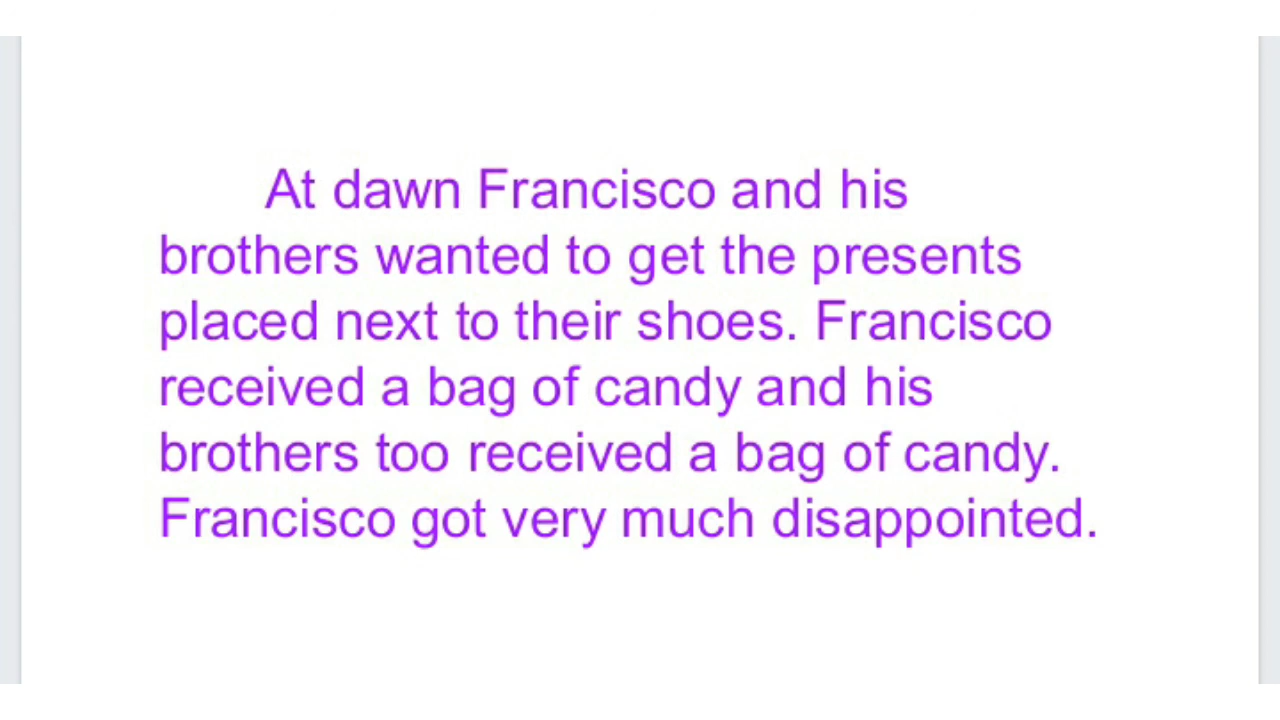 At dawn Francisco and his
brothers wanted to get the presents
placed next to their shoes. Francisco
received a bag of candy and his
brothers too received a bag of candy.
Francisco got very much disappointed.